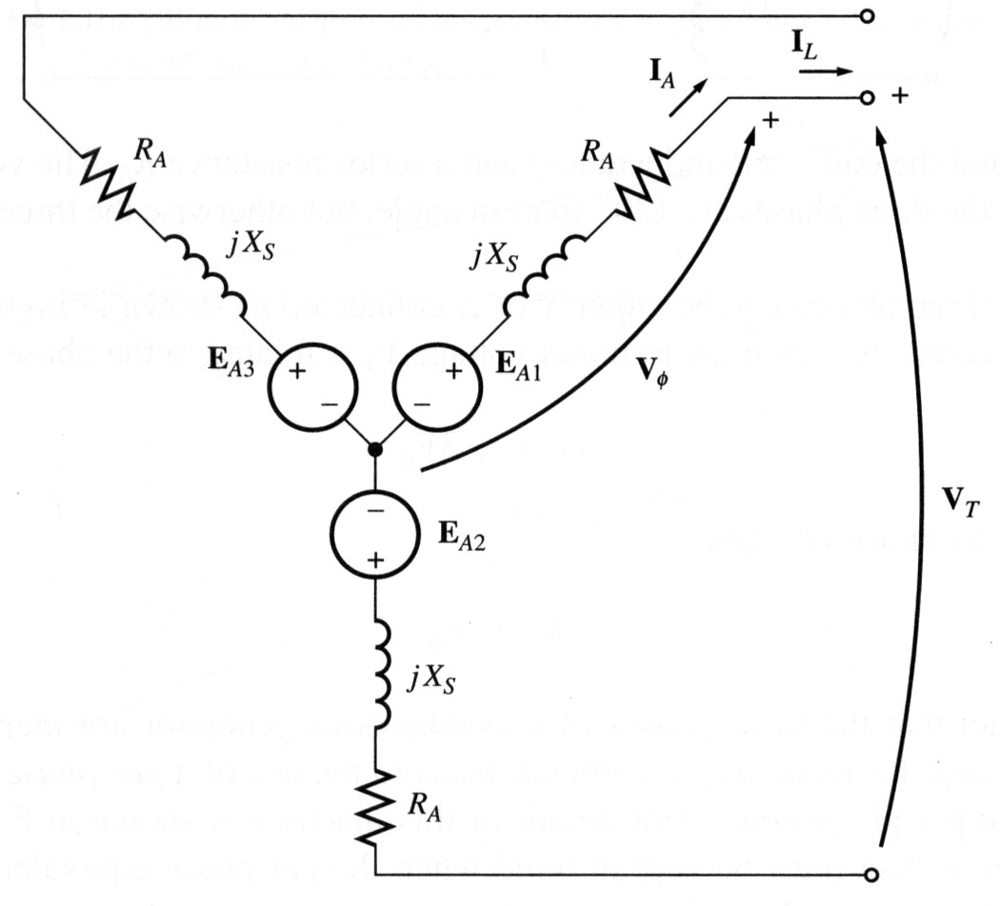 I_L
I_A
+
+
R_A
R_A
jX_S
jX_S
E_A3
+
−
+
−
E_A1
V_ϕ
−
+
E_A2
V_T
jX_S
R_A